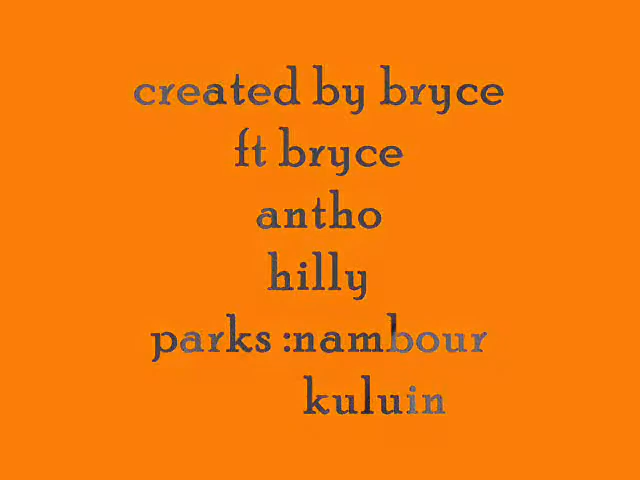 created by bryce
ft bryce
antho
hilly
parks :nambour
kuluin